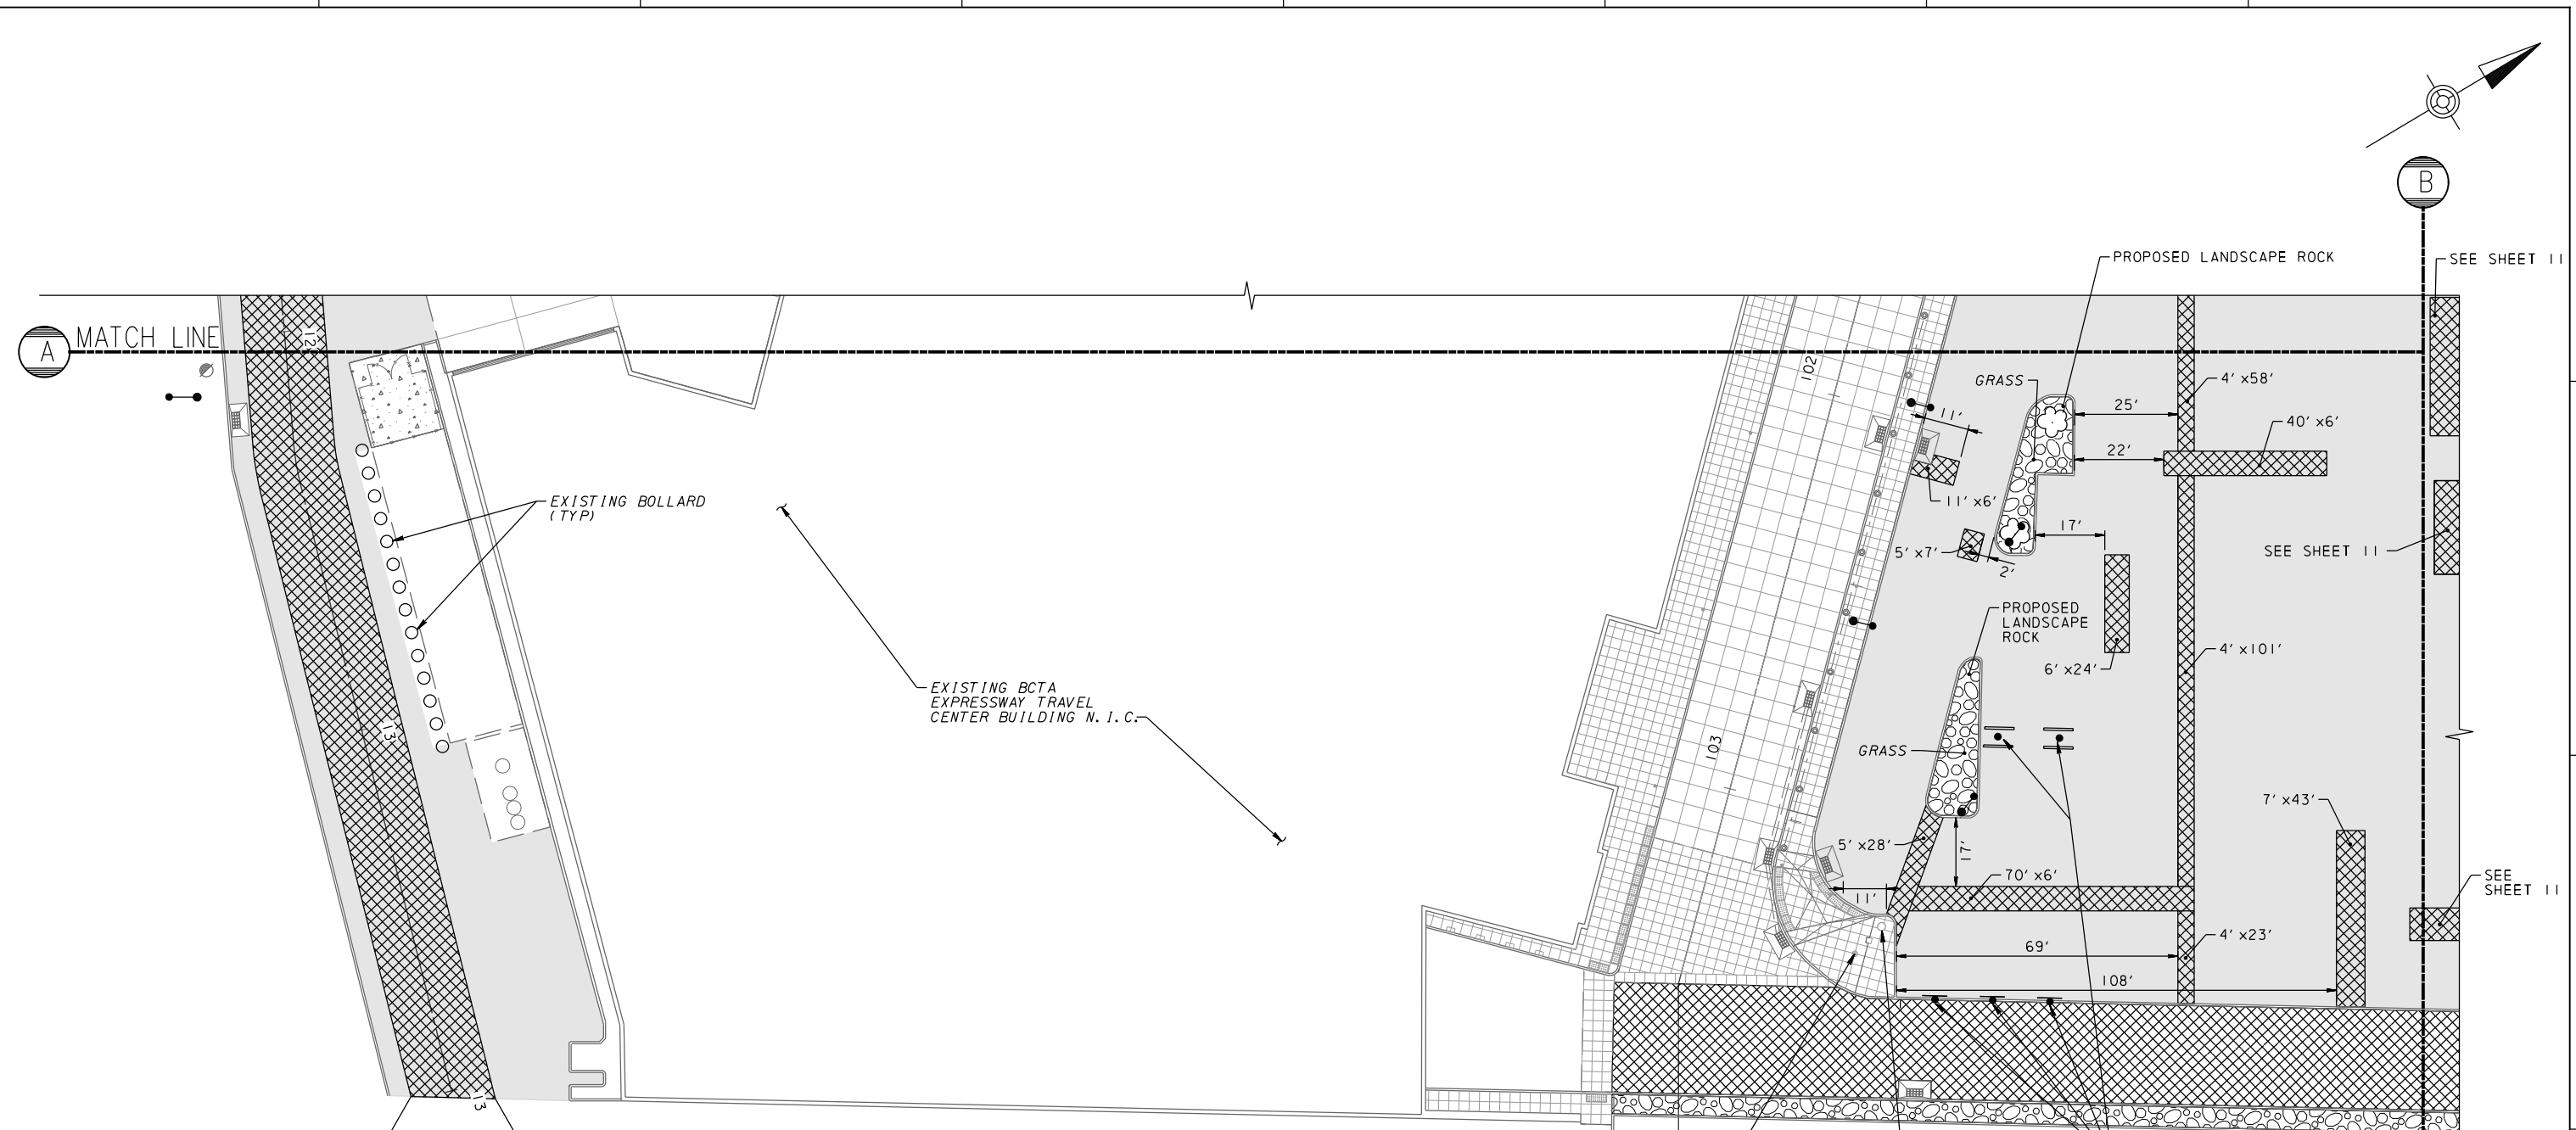 B
PROPOSED LANDSCAPE ROCK
SEE SHEET 11
A
MATCH LINE
12
102
GRASS
11'
25'
4'x58'
40'x6'
22'
EXISTING BOLLARD
(TYP)
11'x6'
17'
5'x7'
2'
SEE SHEET 11
PROPOSED
LANDSCAPE
ROCK
4'x101'
6'x24'
EXISTING BCTA
EXPRESSWAY TRAVEL
CENTER BUILDING N.I.C.
13
103
GRASS
7'x43'
5'x28'
17'
70'x6'
11'
SEE
SHEET 11
4'x23'
69'
108'
13